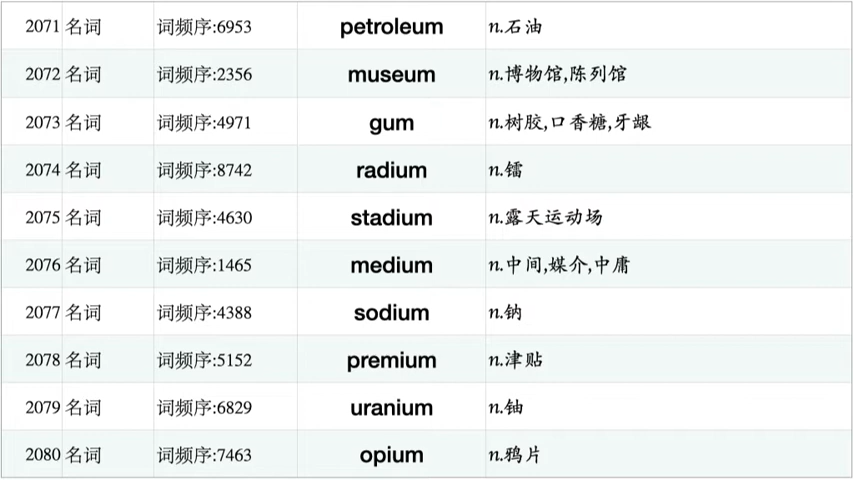 2071 名词 词频序:6953 petroleum n.石油
2072 名词 词频序:2356 museum n.博物馆,陈列馆
2073 名词 词频序:4971 gum n.树胶,口香糖,牙龈
2074 名词 词频序:8742 radium n.镭
2075 名词 词频序:4630 stadium n.露天运动场
2076 名词 词频序:1465 medium n.中间,媒介,中庸
2077 名词 词频序:4388 sodium n.钠
2078 名词 词频序:5152 premium n.津贴
2079 名词 词频序:6829 uranium n.铀
2080 名词 词频序:7463 opium n.鸦片